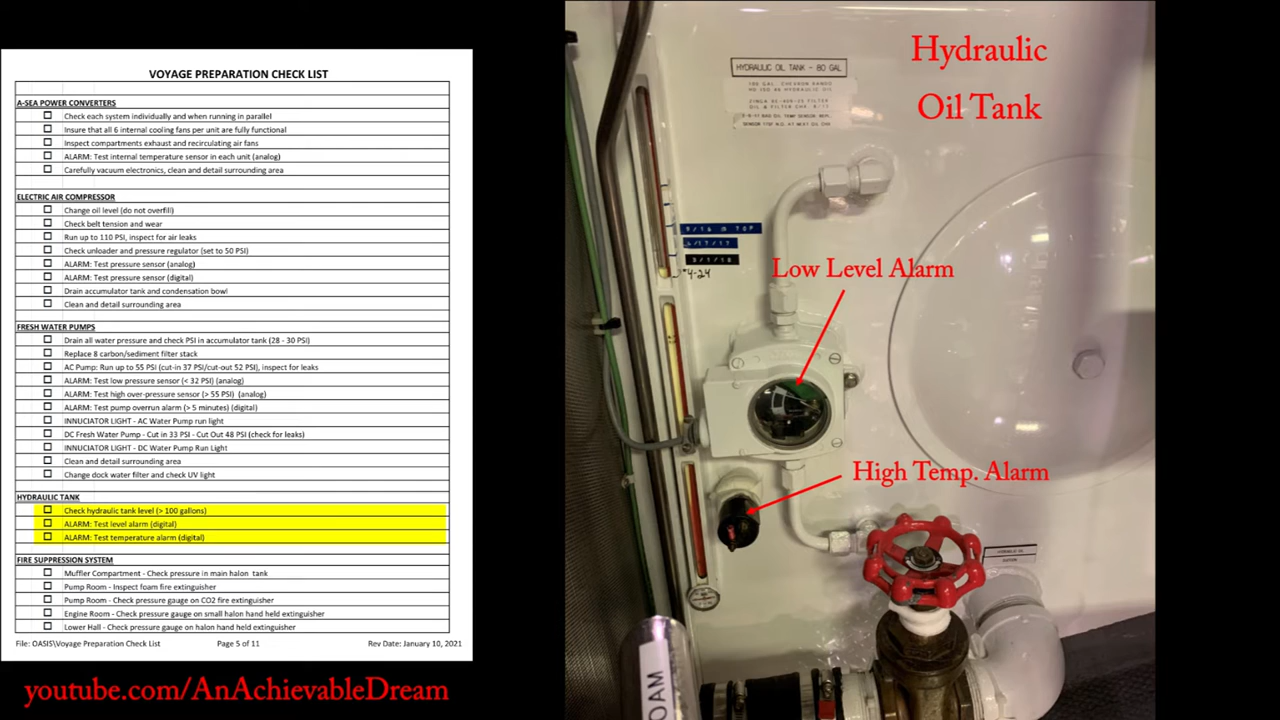 VOYAGE PREPARATION CHECK LIST
A-SEA POWER CONVERTERS
Check each system individually and when running in parallel
Insure that all 6 internal cooling fans per unit are fully functional
Inspect compartments exhaust and recirculating air fans
ALARM: Test internal temperature sensor in each unit (analog)
Carefully vacuum electronics, clean and detail surrounding area
ELECTRIC AIR COMPRESSOR
Change oil level (do not overfill)
Check belt tension and wear
Run up to 110 PSI, inspect for air leaks
Check unloader and pressure regulator (set to 50 PSI)
ALARM: Test pressure sensor (analog)
ALARM: Test pressure sensor (digital)
Drain accumulator tank and condensation bowl
Clean and detail surrounding area
FRESH WATER PUMPS
Drain all water pressure and check PSI in accumulator tank (28 - 30 PSI)
Replace 8 carbon/sediment filter stack
AC Pump: Run up to 55 PSI (cut-in 37 PSI/cut-out 52 PSI), inspect for leaks
ALARM: Test low pressure sensor (< 32 PSI) (analog)
ALARM: Test high over-pressure sensor (> 55 PSI) (analog)
ALARM: Test pump overrun alarm (> 5 minutes) (digital)
INNUCIATOR LIGHT - AC Water Pump run light
DC Fresh Water Pump - Cut in 33 PSI - Cut Out 48 PSI (check for leaks)
INNUCIATOR LIGHT - DC Water Pump Run Light
Clean and detail surrounding area
Change dock water filter and check UV light
HYDRAULIC TANK
Check hydraulic tank level (> 100 gallons)
ALARM: Test level alarm (digital)
ALARM: Test temperature alarm (digital)
FIRE SUPPRESSION SYSTEM
Muffler Compartment - Check pressure in main halon tank
Pump Room - Inspect foam fire extinguisher
Pump Room - Check pressure gauge on CO2 fire extinguisher
Engine Room - Check pressure gauge on small halon hand held extinguisher
Lower Hall - Check pressure gauge on halon hand held extinguisher
File: OASIS\Voyage Preparation Check List Page 5 of 11 Rev Date: January 10, 2021
youtube.com/AnAchievableDream
Hydraulic
Oil Tank
HYDRAULIC OIL TANK - 80 GAL
OIL & FILTER CHG
Low Level Alarm
High Temp. Alarm
OAM